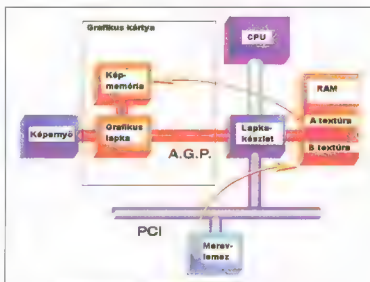 Grafikus kártya
CPU
Kép-
memória
RAM
Képernyő
Grafikus
lapka
A.G.P.
Lapka-
készlet
A textúra
B textúra
PCI
Merev-
lemez